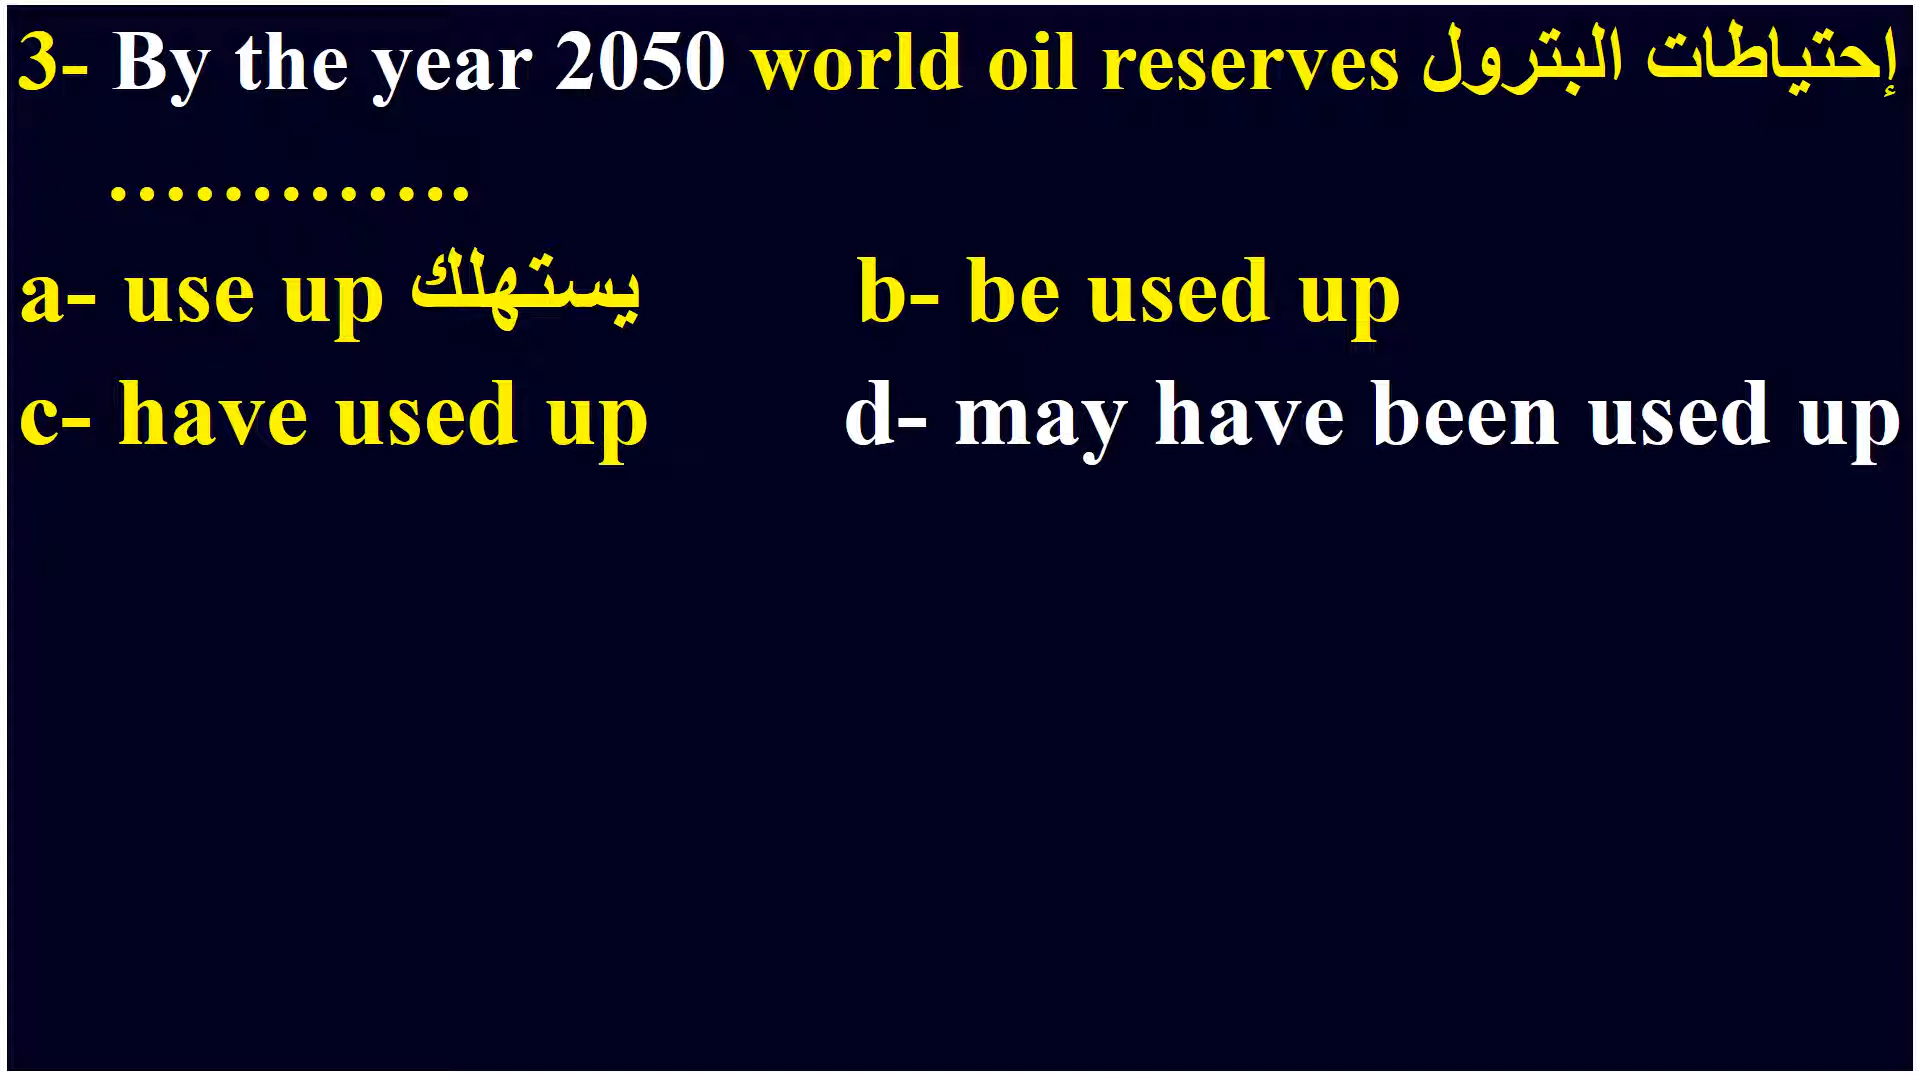 3- By the year 2050 world oil reserves إحتياطات البترول
.............
a- use up يستهلك b- be used up
c- have used up d- may have been used up